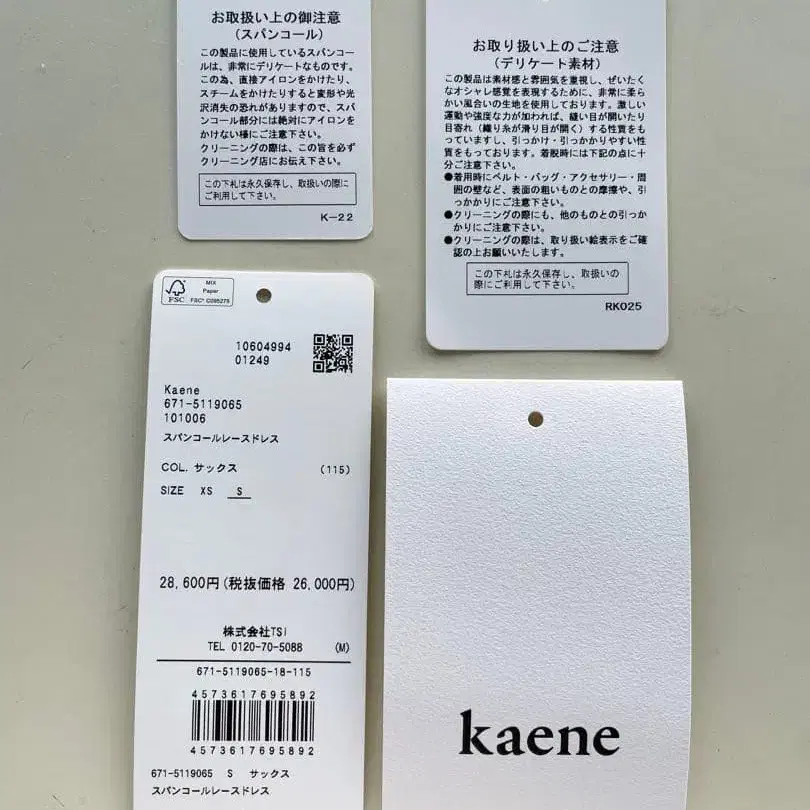 お取扱い上の御注意
(スパンコール)
この製品に使用しているスパンコー
ルは、非常にデリケートなものです。
この為、直接アイロンをかけたり、
スチームをかけたりすると変形や光
沢消失の恐れがありますので、スパ
ンコール部分には絶対にアイロンを
かけない様にご注意下さい。
クリーニングの際は、この旨を必ず
クリーニング店にお伝え下さい。
この下札は永久保存し、取扱いの際に
ご利用して下さい。
K-22
お取り扱い上のご注意
(デリケート素材)
この製品は素材感と雰囲気を重視し、ぜいたく
なオシャレ感覚を表現するために、非常に柔ら
かい風合いの生地を使用しております。激しい
運動や強度な力が加われば、縫い目が開いたり
目寄れ(織り糸が滑り目が開く)する性質をも
っていますし、引っかけ・引っかかりやすい性
質をもっております。着脱時には下記の点に十
分ご注意下さい。
●着用時にベルト・バッグ・アクセサリー・周
囲の壁など、表面の粗いものとの摩擦や、引
っかかりにご注意下さい。
●クリーニングの際にも、他のものとの引っか
かりにご注意下さい。
●クリーニングの際は、取り扱い絵表示をご確
認の上お願いいたします。
この下札は永久保存し、取扱いの
際にご利用して下さい。
RK025
FSC
MIX
Paper
FSC® C095275
10604994
01249
Kaene
671-5119065
101006
スパンコールレースドレス
COL. サックス (115)
SIZE XS S
28,600円(税抜価格 26,000円)
株式会社TSI
TEL 0120-70-5088 (M)
671-5119065-18-115
4573617695892
4573617695892
671-5119065 S サックス
スパンコールレースドレス
kaene